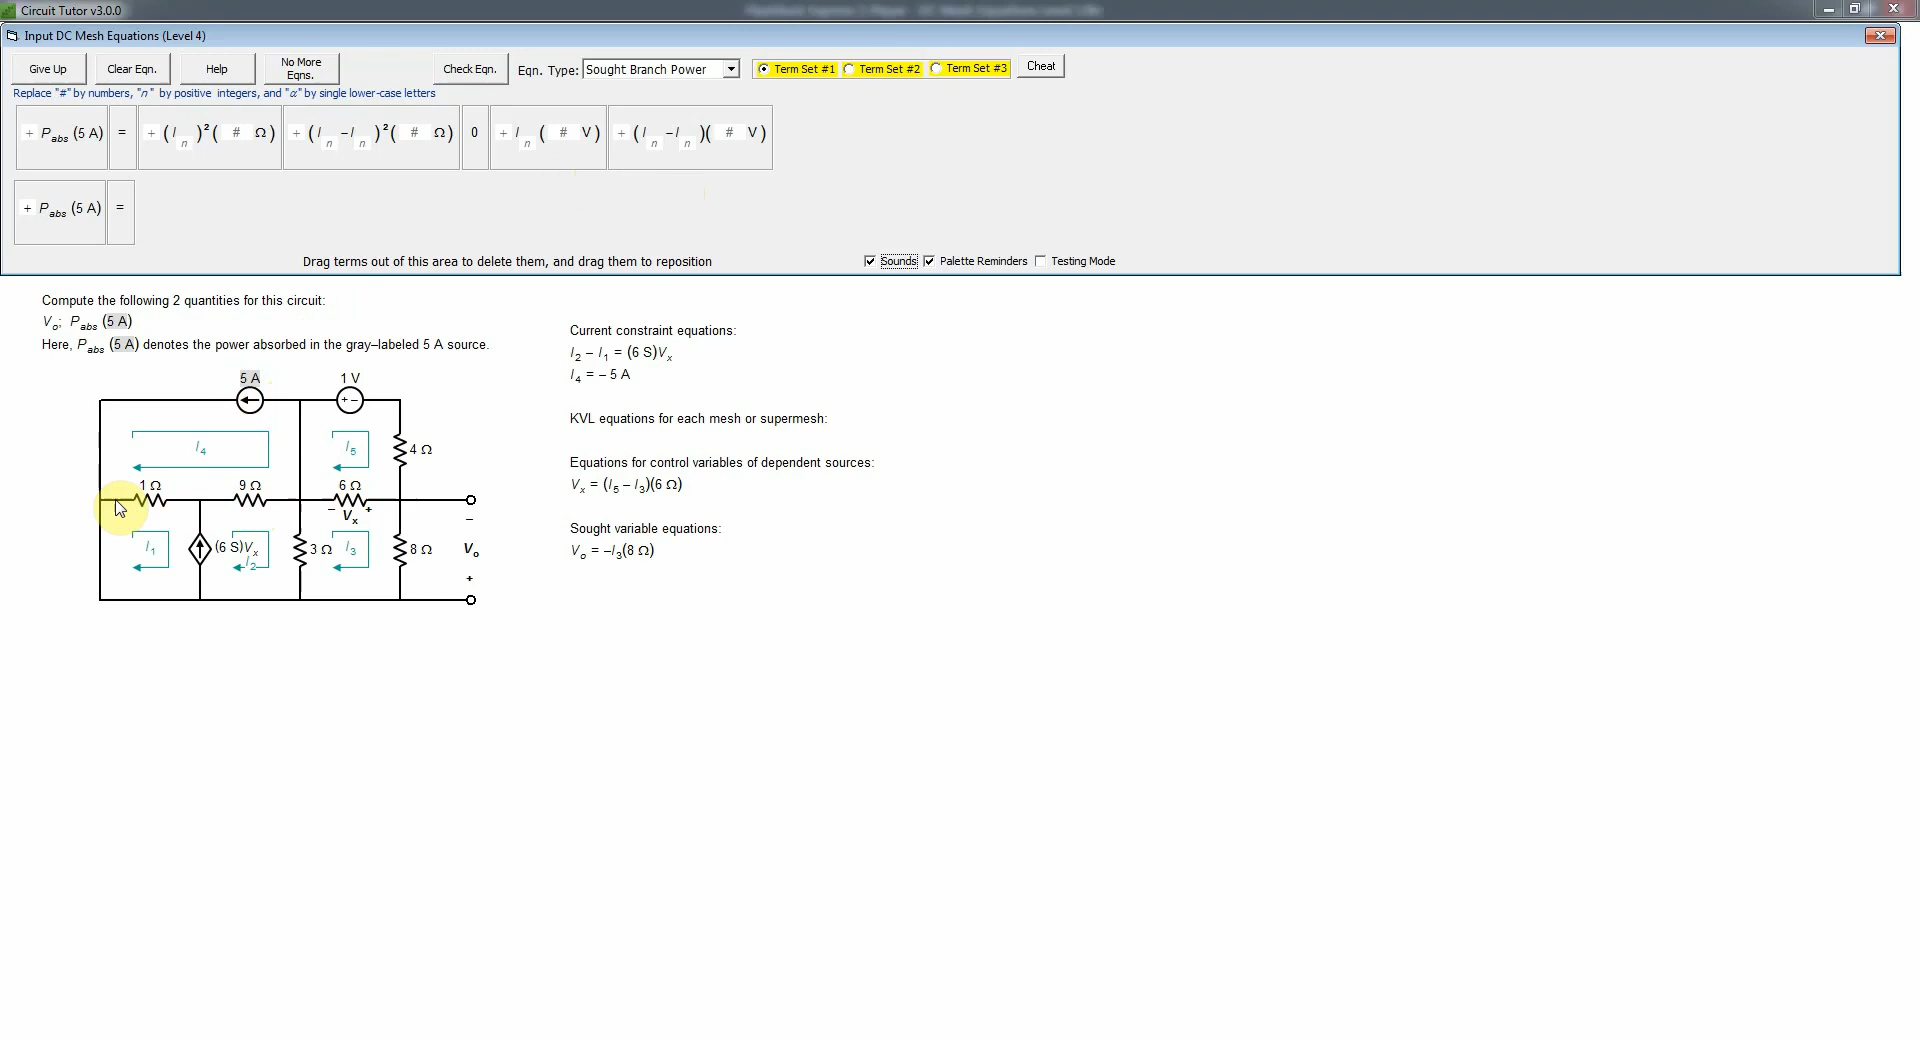 Circuit Tutor v3.0.0
Input DC Mesh Equations (Level 4)
Give Up Clear Eqn. Help No More Eqns. Check Eqn. Eqn. Type: Sought Branch Power Term Set #1 Term Set #2 Term Set #3 Cheat
Replace "#" by numbers, "n" by positive integers, and "α" by single lower-case letters
+ Pabs (5 A) = + (In)²( # Ω) + (In –In)²( # Ω) 0 + In ( # V) + (In –In)( # V)
+ Pabs (5 A) =
Drag terms out of this area to delete them, and drag them to reposition Sounds Palette Reminders Testing Mode
Compute the following 2 quantities for this circuit:
Vo; Pabs (5 A)
Here, Pabs (5 A) denotes the power absorbed in the gray–labeled 5 A source.
5 A 1 V
+ –
I4 I5 4 Ω
1 Ω 9 Ω 6 Ω
– Vx +
–
I1 (6 S)Vx I2 3 Ω I3 8 Ω Vo
+
Current constraint equations:
I2 – I1 = (6 S)Vx
I4 = – 5 A
KVL equations for each mesh or supermesh:
Equations for control variables of dependent sources:
Vx = (I5 – I3)(6 Ω)
Sought variable equations:
Vo = –I3(8 Ω)